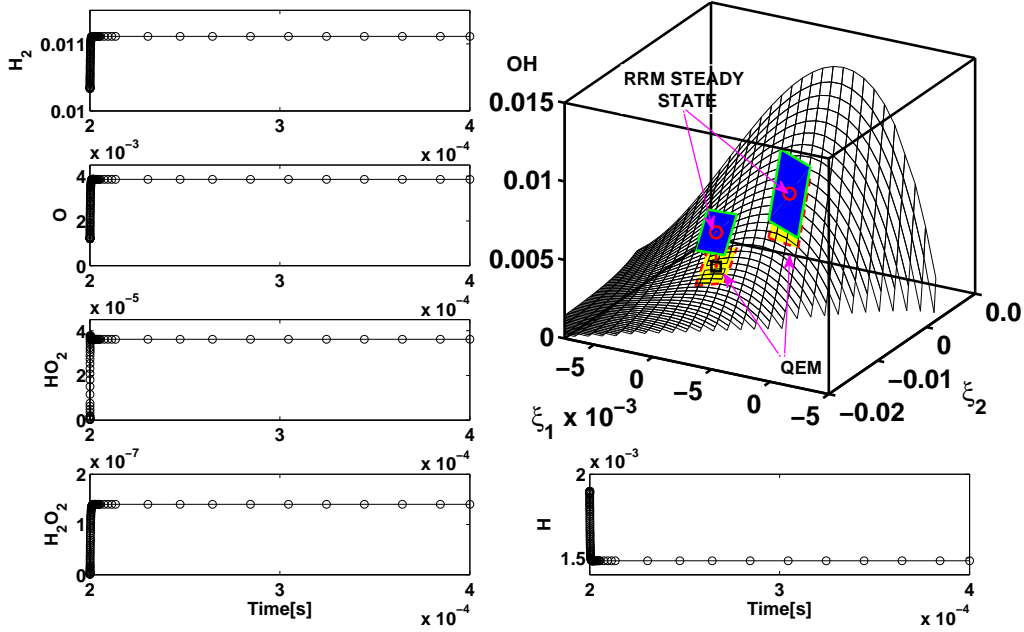 H₂
0.011
0.01
2
3
4
x 10⁻³
x 10⁻⁴
O
4
2
0
2
3
4
x 10⁻⁵
x 10⁻⁴
HO₂
4
2
0
2
3
4
x 10⁻⁷
x 10⁻⁴
H₂O₂
2
1
0
2
3
4
Time[s]
x 10⁻⁴
OH
RRM STEADY
STATE
0.015
0.01
0.005
0
QEM
−5
0
−5
0
−5
ξ₁ x 10⁻³
−0.02
−0.01
0
0.0
ξ₂
x 10⁻³
H
2
1.5
2
3
4
Time[s]
x 10⁻⁴